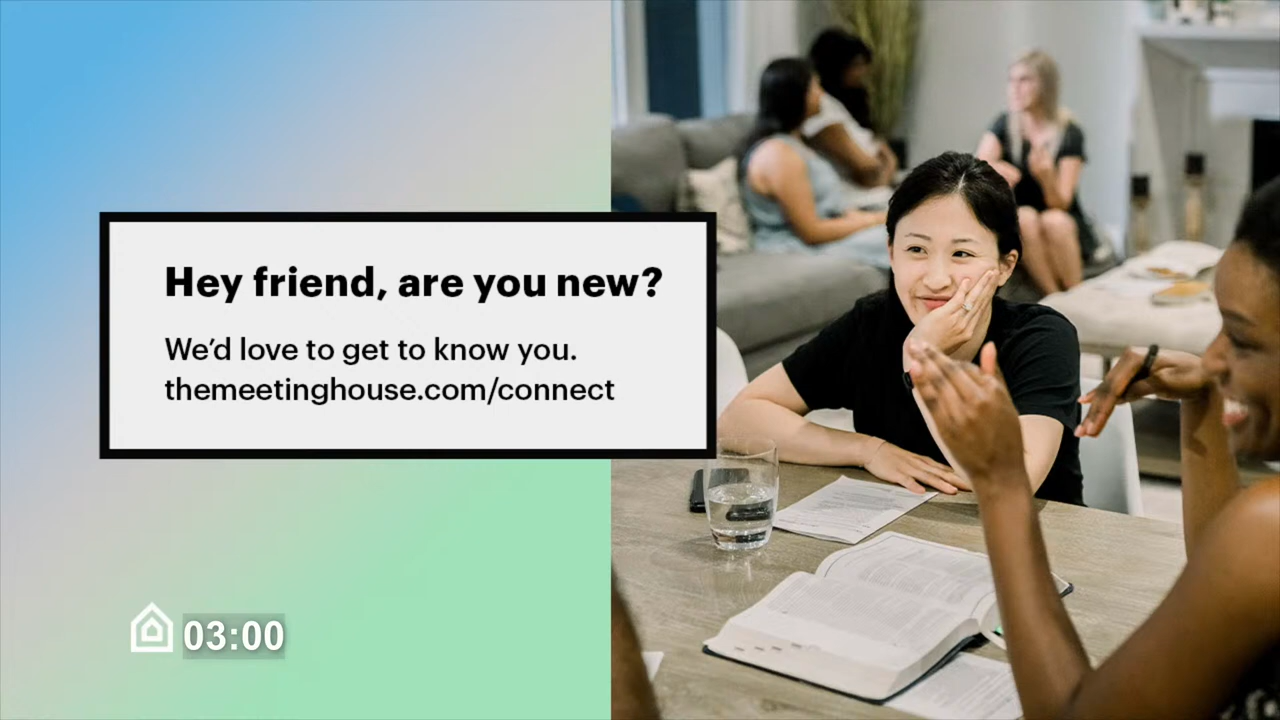 Hey friend, are you new?
We’d love to get to know you.
themeetinghouse.com/connect
03:00